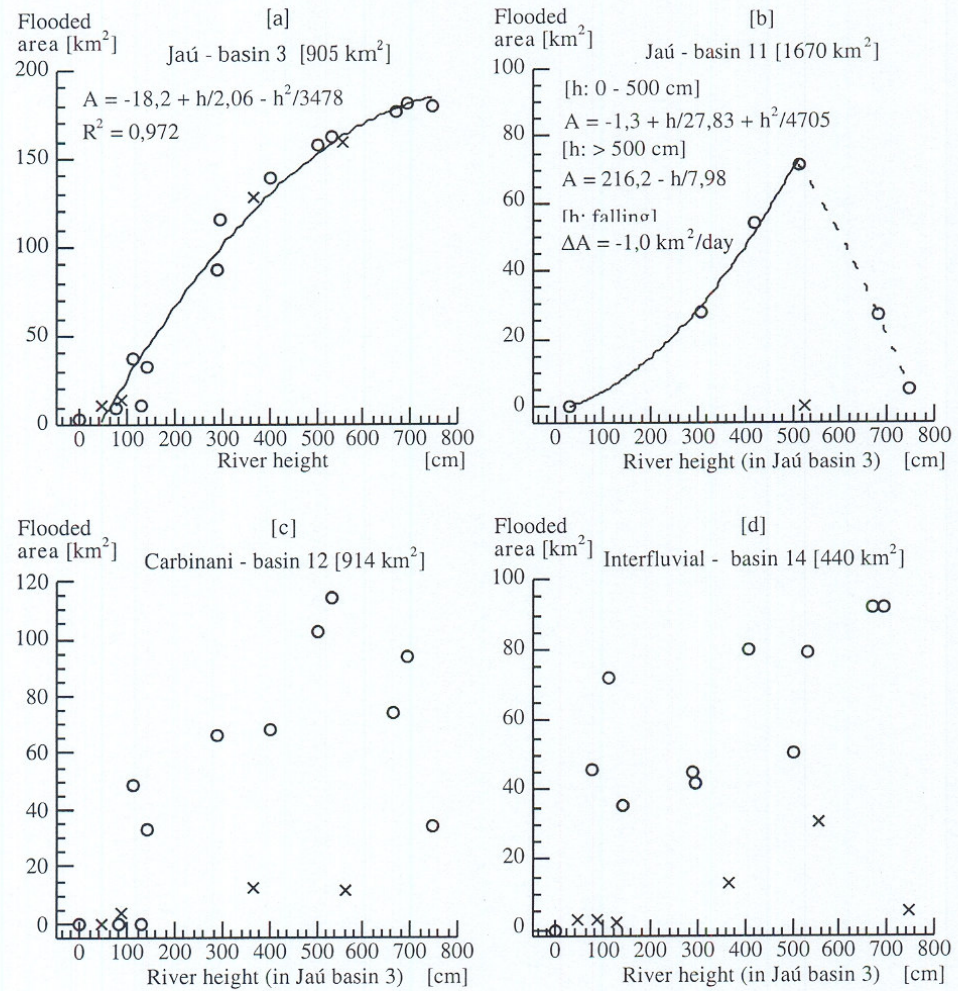 [a]
Flooded
area [km²]
Jaú - basin 3 [905 km²]
A = -18,2 + h/2,06 - h²/3478
R² = 0,972
200
150
100
50
0
0 100 200 300 400 500 600 700 800
River height [cm]
[b]
Flooded
area [km²]
Jaú - basin 11 [1670 km²]
[h: 0 - 500 cm]
A = -1,3 + h/27,83 + h²/4705
[h: > 500 cm]
A = 216,2 - h/7,98
[h: falling]
ΔA = -1,0 km²/day
100
80
60
40
20
0
0 100 200 300 400 500 600 700 800
River height (in Jaú basin 3) [cm]
[c]
Flooded
area [km²]
Carbinani - basin 12 [914 km²]
120
100
80
60
40
20
0
0 100 200 300 400 500 600 700 800
River height (in Jaú basin 3) [cm]
[d]
Flooded
area [km²]
Interfluvial - basin 14 [440 km²]
100
80
60
40
20
0
0 100 200 300 400 500 600 700 800
River height (in Jaú basin 3) [cm]